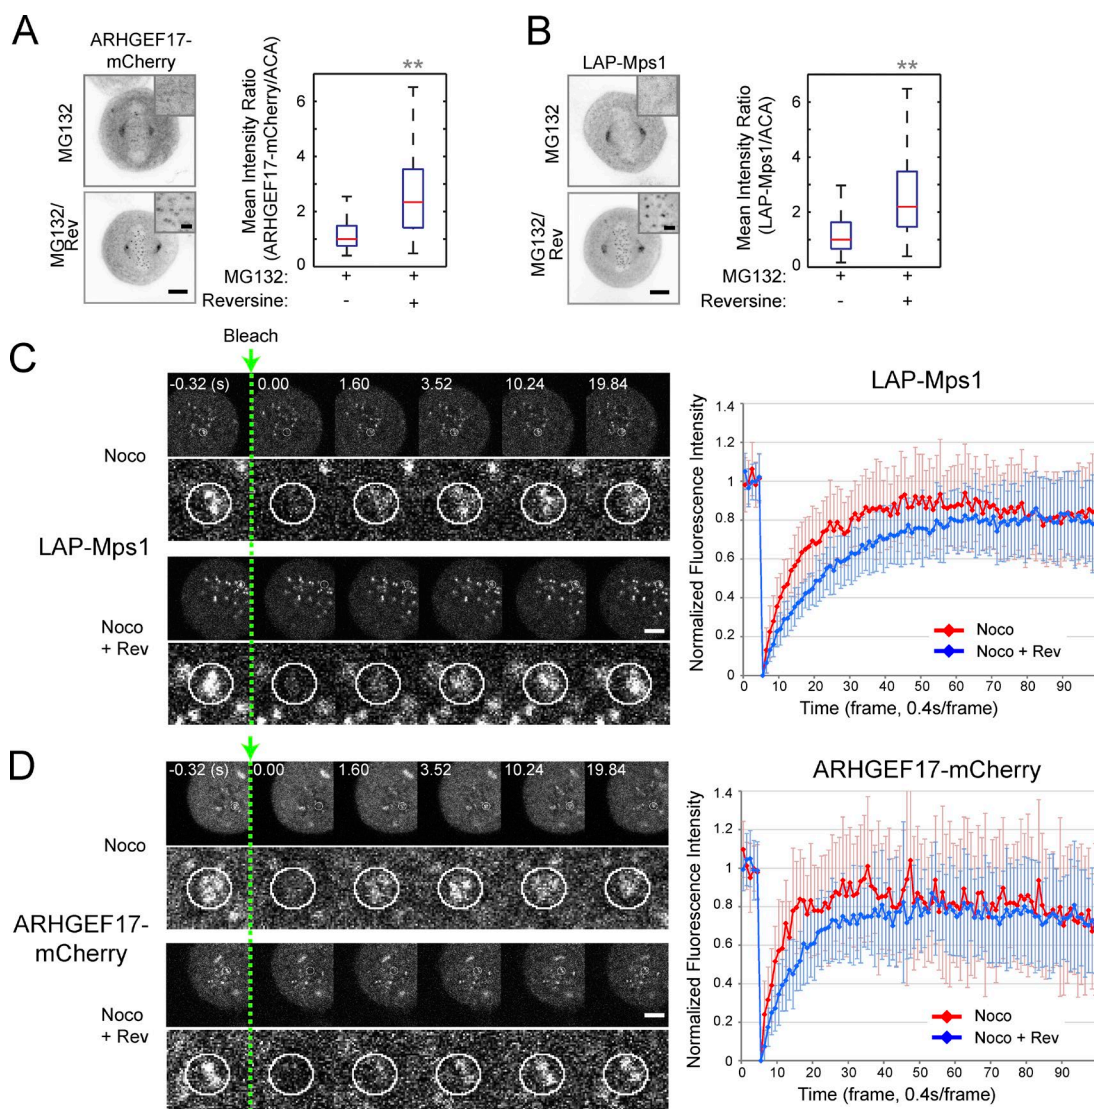 A
ARHGEF17-
mCherry
MG132
MG132/
Rev
Mean Intensity Ratio
(ARHGEF17-mCherry/ACA)
**
6
4
2
0
MG132:
+
+
Reversine:
-
+
B
LAP-Mps1
MG132
MG132/
Rev
Mean Intensity Ratio
(LAP-Mps1/ACA)
**
6
4
2
0
MG132:
+
+
Reversine:
-
+
Bleach
C
-0.32 (s)
0.00
1.60
3.52
10.24
19.84
Noco
LAP-Mps1
Noco
+ Rev
LAP-Mps1
Normalized Fluorescence Intensity
1.4
1.2
1
0.8
0.6
0.4
0.2
0
Noco
Noco + Rev
0 10 20 30 40 50 60 70 80 90
Time (frame, 0.4s/frame)
D
-0.32 (s)
0.00
1.60
3.52
10.24
19.84
Noco
ARHGEF17-
mCherry
Noco
+ Rev
ARHGEF17-mCherry
Normalized Fluorescence Intensity
1.4
1.2
1
0.8
0.6
0.4
0.2
0
Noco
Noco + Rev
0 10 20 30 40 50 60 70 80 90
Time (frame, 0.4s/frame)